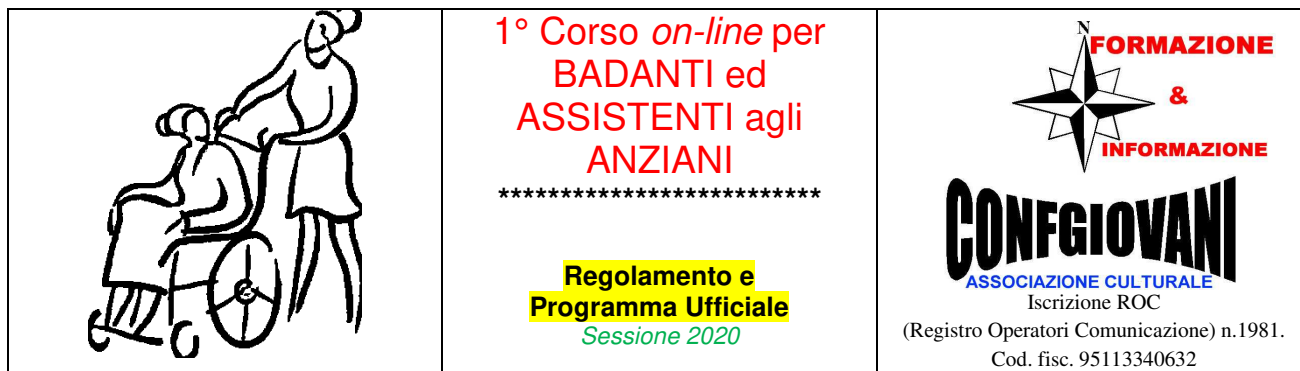 1° Corso on-line per
BADANTI ed
ASSISTENTI agli
ANZIANI
**************************
Regolamento e
Programma Ufficiale
Sessione 2020
N
FORMAZIONE
&
INFORMAZIONE
CONFGIOVANI
ASSOCIAZIONE CULTURALE
Iscrizione ROC
(Registro Operatori Comunicazione) n.1981.
Cod. fisc. 95113340632